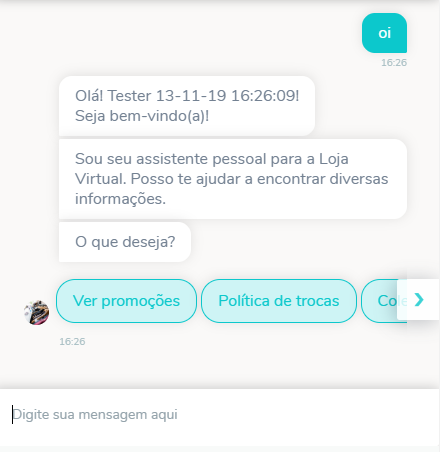 oi
16:26
Olá! Tester 13-11-19 16:26:09!
Seja bem-vindo(a)!
Sou seu assistente pessoal para a Loja
Virtual. Posso te ajudar a encontrar diversas
informações.
O que deseja?
Ver promoções
Política de trocas
16:26
Digite sua mensagem aqui